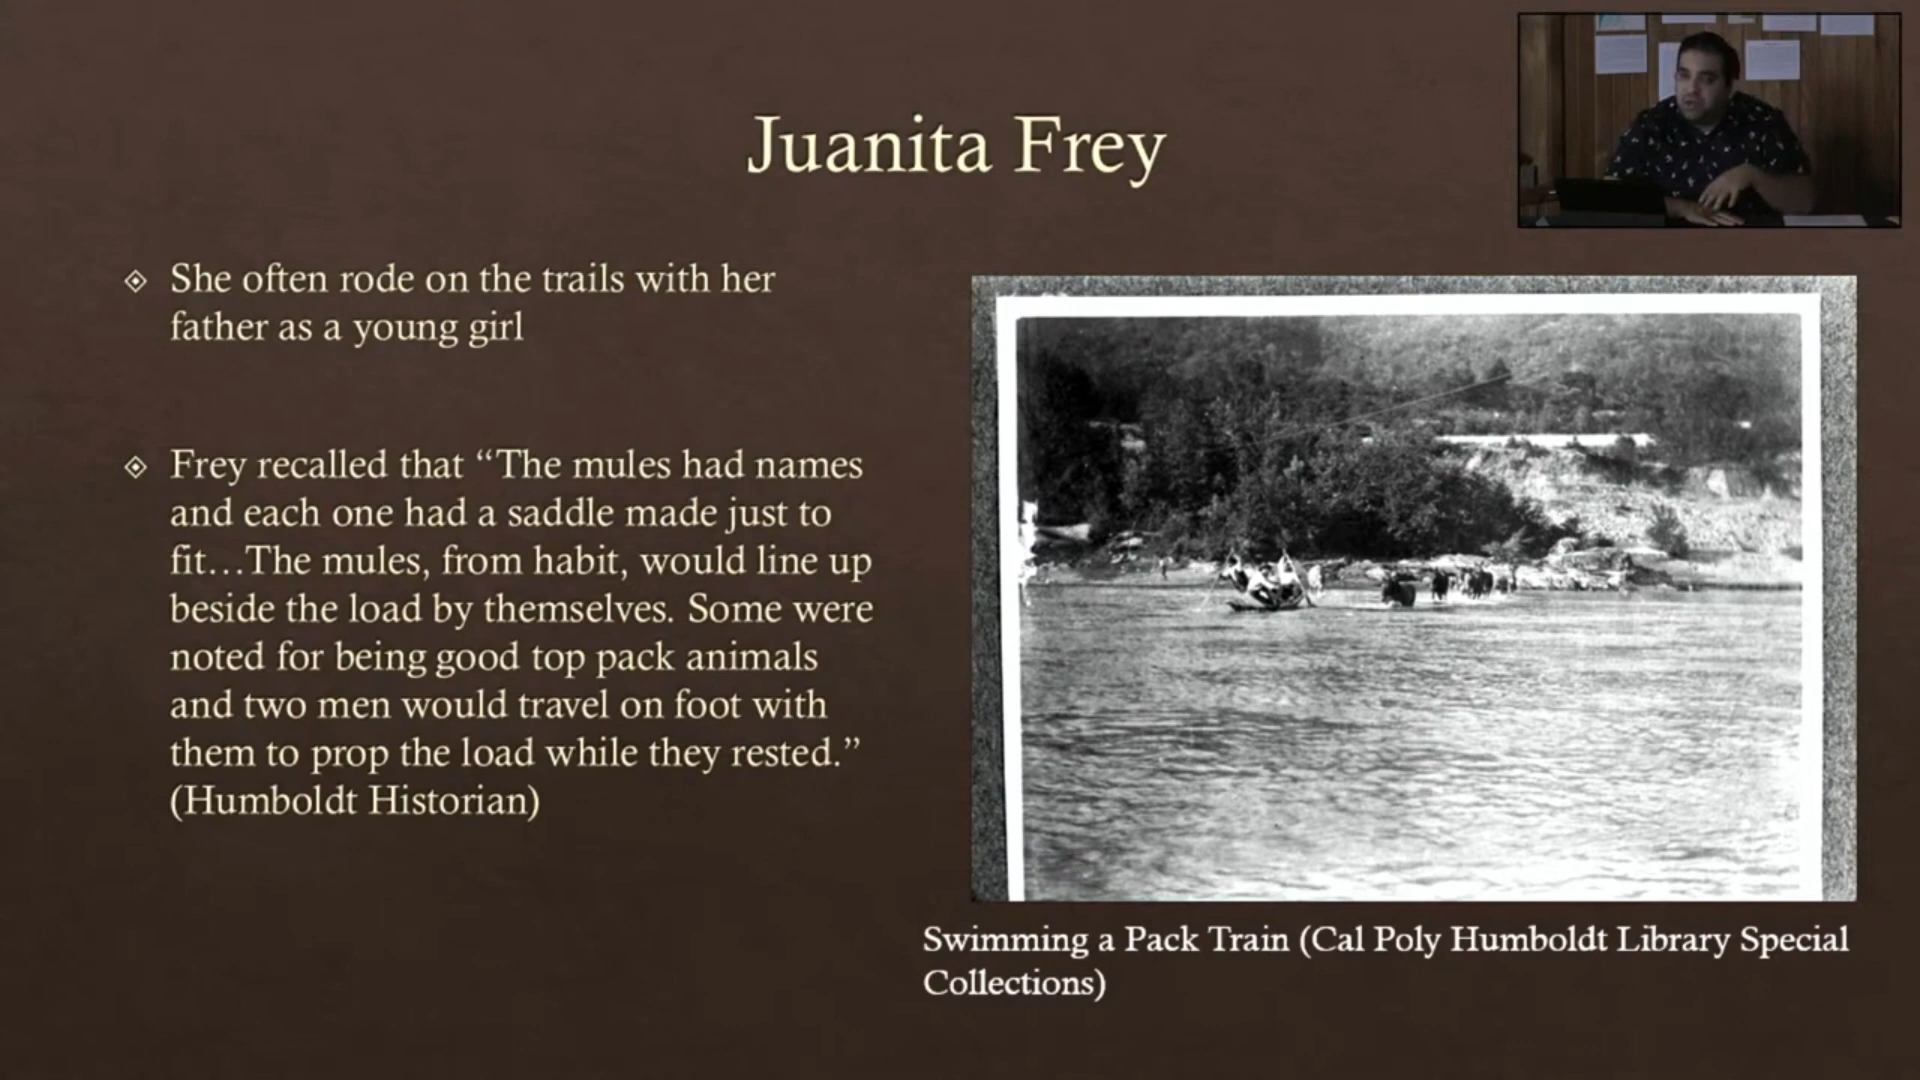 Juanita Frey
She often rode on the trails with her
father as a young girl
Frey recalled that “The mules had names
and each one had a saddle made just to
fit…The mules, from habit, would line up
beside the load by themselves. Some were
noted for being good top pack animals
and two men would travel on foot with
them to prop the load while they rested.”
(Humboldt Historian)
Swimming a Pack Train (Cal Poly Humboldt Library Special
Collections)